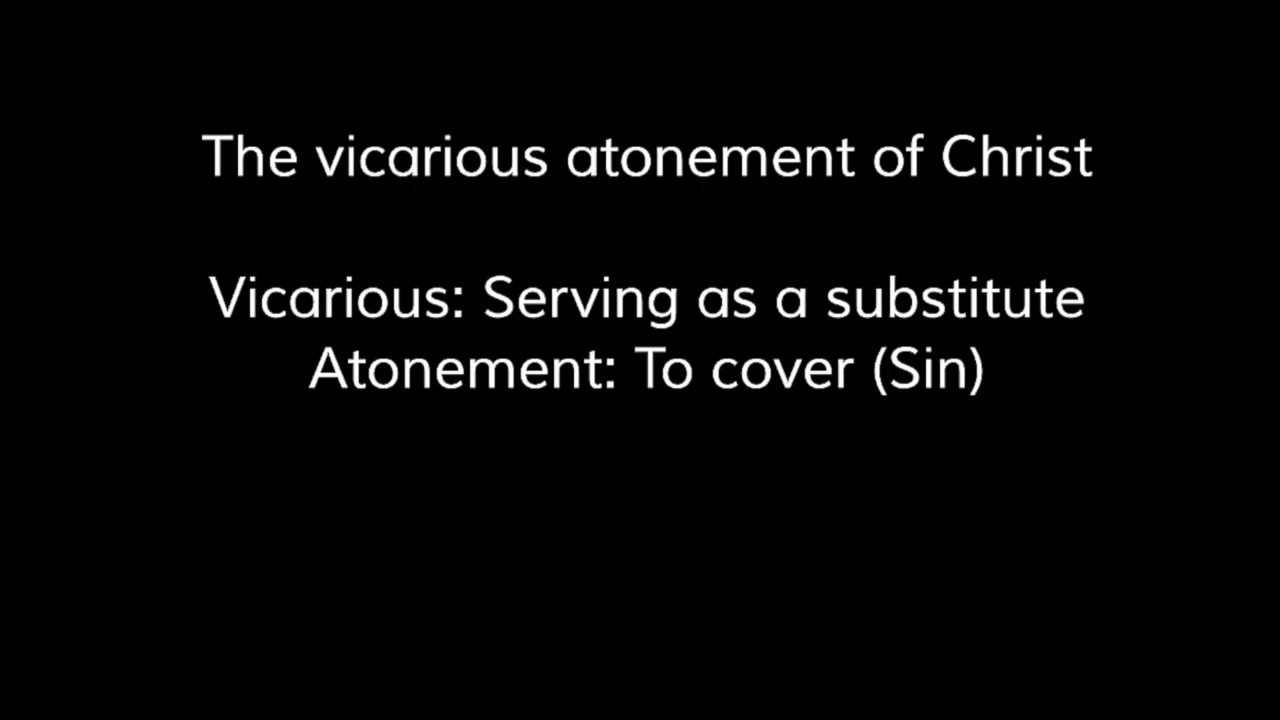 The vicarious atonement of Christ
Vicarious: Serving as a substitute
Atonement: To cover (Sin)